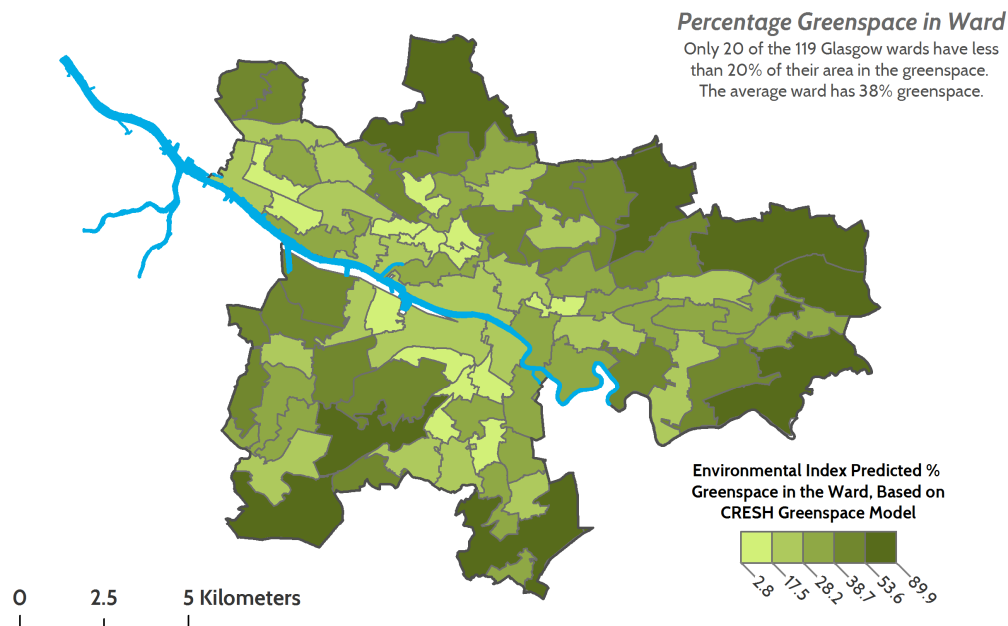 Percentage Greenspace in Ward
Only 20 of the 119 Glasgow wards have less
than 20% of their area in the greenspace.
The average ward has 38% greenspace.
Environmental Index Predicted %
Greenspace in the Ward, Based on
CRESH Greenspace Model
2.8
17.5
28.2
38.7
53.6
89.9
0 2.5 5 Kilometers